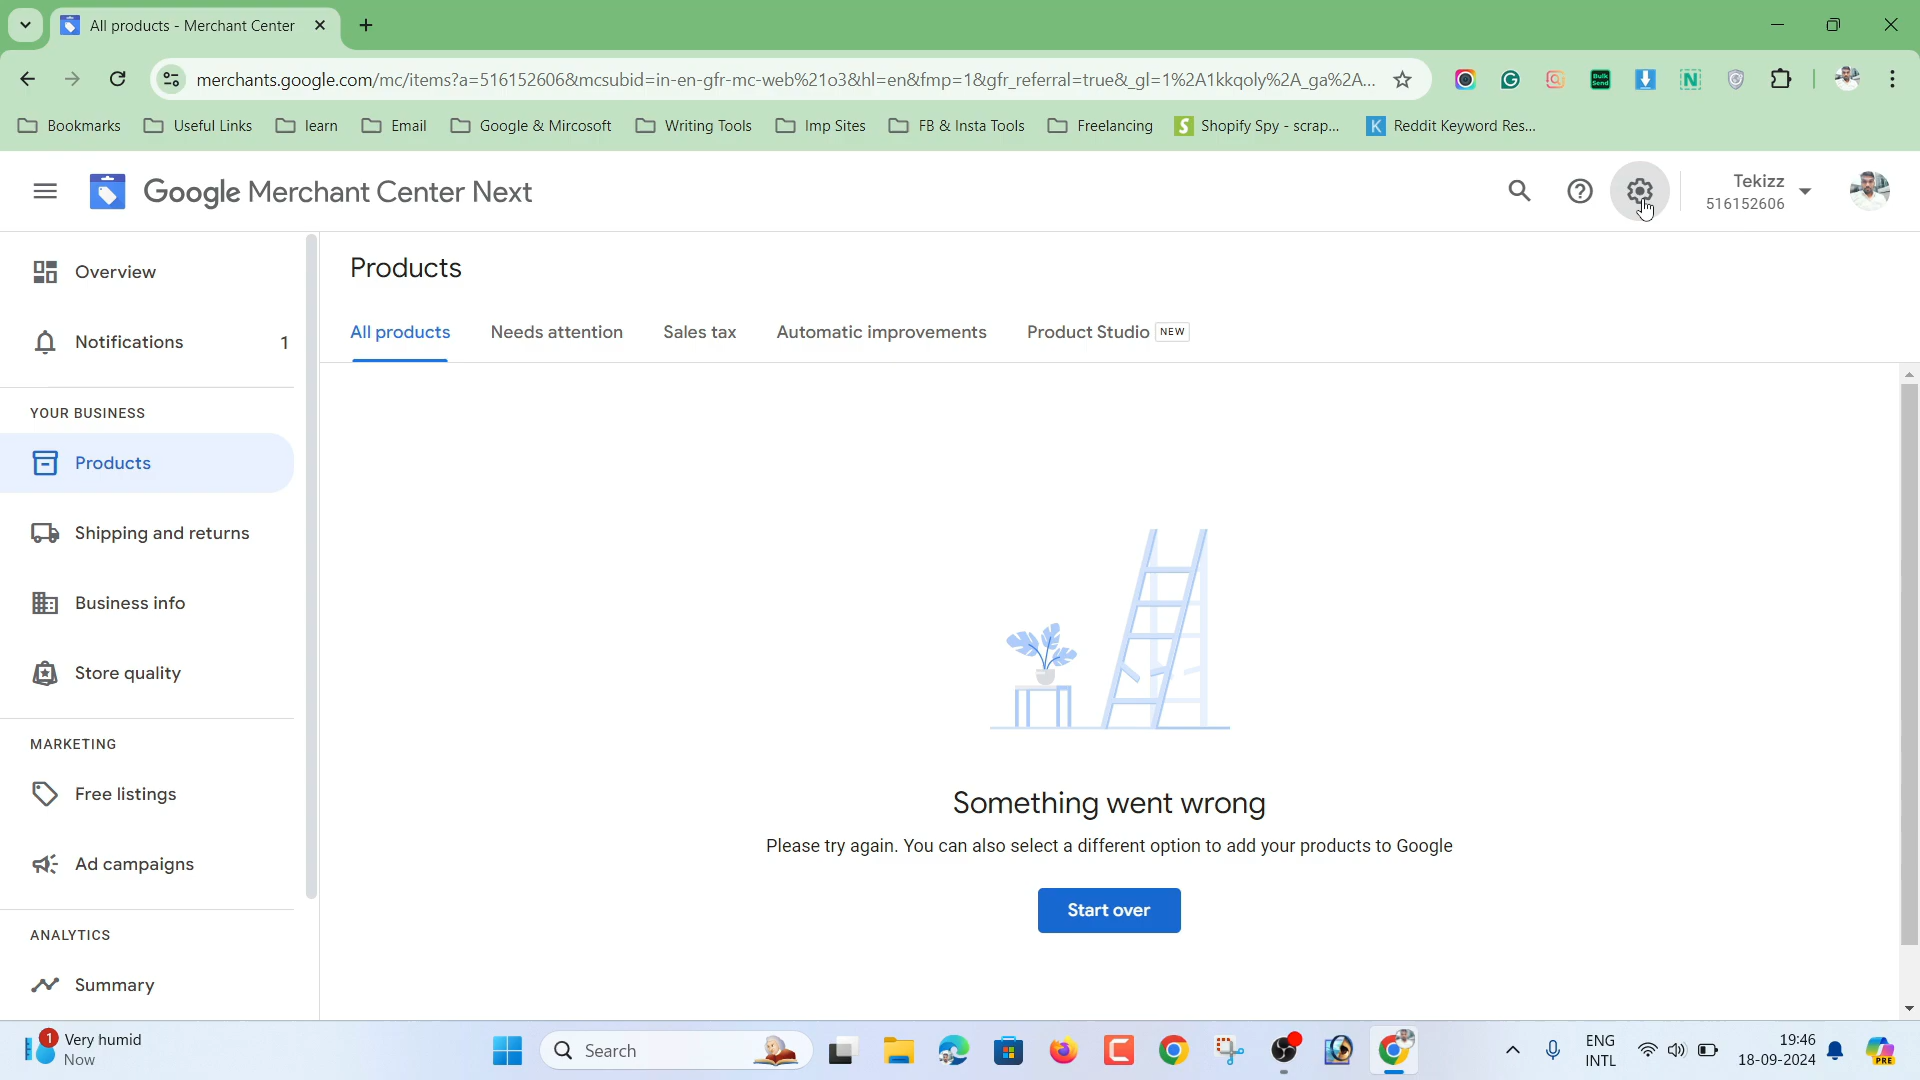 All products - Merchant Center
merchants.google.com/mc/items?a=516152606&mcsubid=in-en-gfr-mc-web%21o3&hl=en&fmp=1&gfr_referral=true&_gl=1%2A1kkqoly%2A_ga%2A...
Bookmarks Useful Links learn Email Google & Mircosoft Writing Tools Imp Sites FB & Insta Tools Freelancing Shopify Spy - scrap... Reddit Keyword Res...
Google Merchant Center Next
Tekizz
516152606
Overview
Notifications 1
YOUR BUSINESS
Products
Shipping and returns
Business info
Store quality
MARKETING
Free listings
Ad campaigns
ANALYTICS
Summary
Products
All products Needs attention Sales tax Automatic improvements Product Studio NEW
Something went wrong
Please try again. You can also select a different option to add your products to Google
Start over
1
Very humid
Now
Search
ENG
INTL
19:46
18-09-2024
PRE